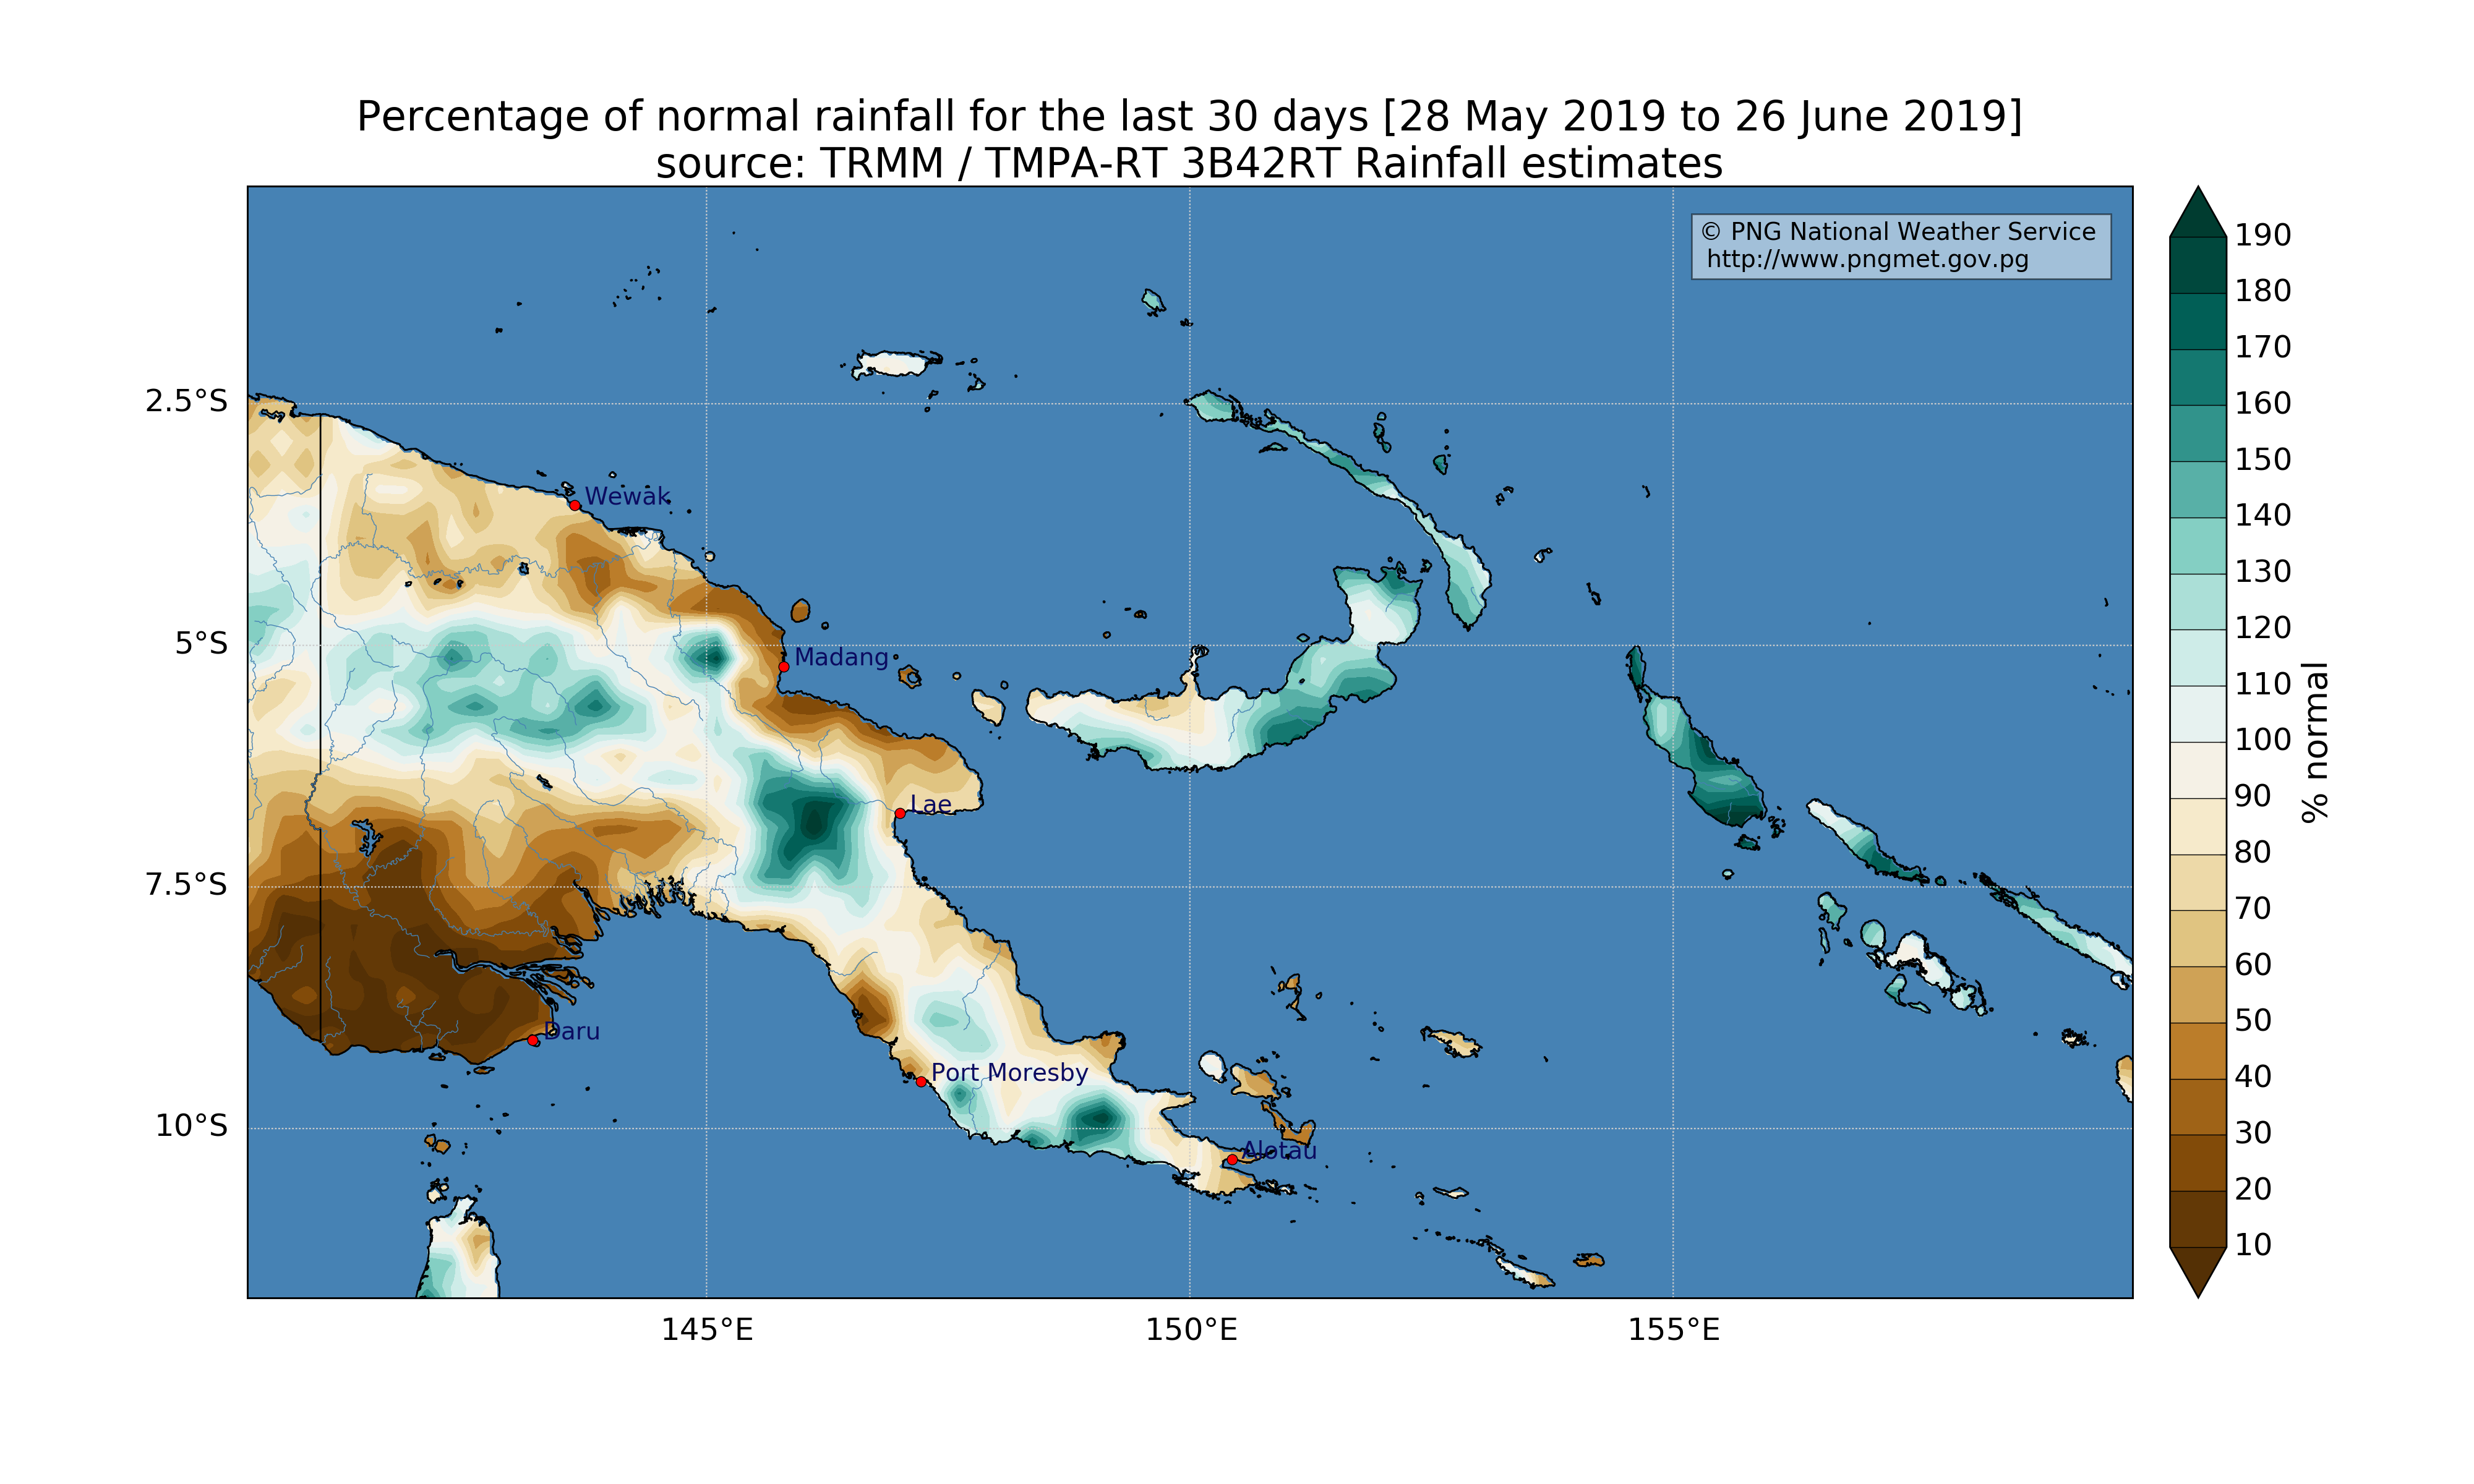 Percentage of normal rainfall for the last 30 days [28 May 2019 to 26 June 2019]
source: TRMM / TMPA-RT 3B42RT Rainfall estimates
© PNG National Weather Service
http://www.pngmet.gov.pg
190
180
170
160
150
140
130
120
110
100
90
80
70
60
50
40
30
20
10
% normal
2.5°S
5°S
7.5°S
10°S
Wewak
Madang
Lae
Daru
Port Moresby
Alotau
145°E
150°E
155°E